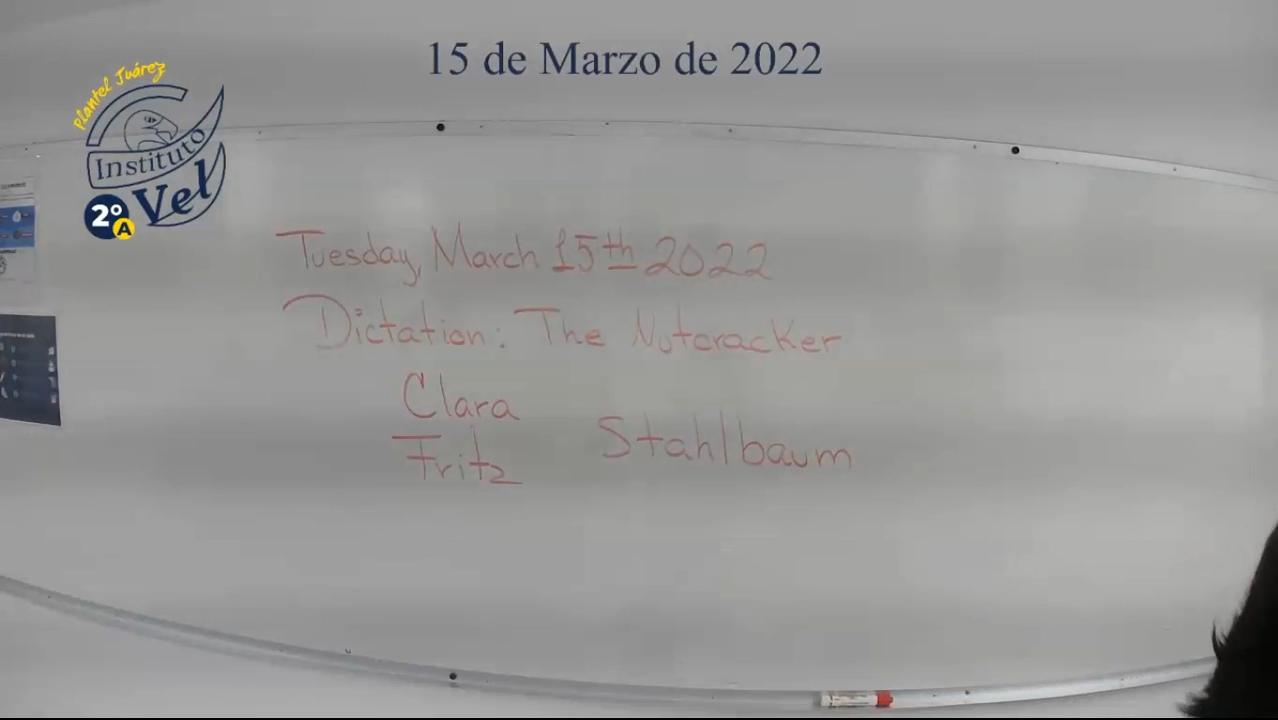 15 de Marzo de 2022
Plantel Juárez
Instituto
Vel
2º
A
Tuesday, March 15th 2022
Dictation: The Nutcracker
Clara
Fritz
Stahlbaum